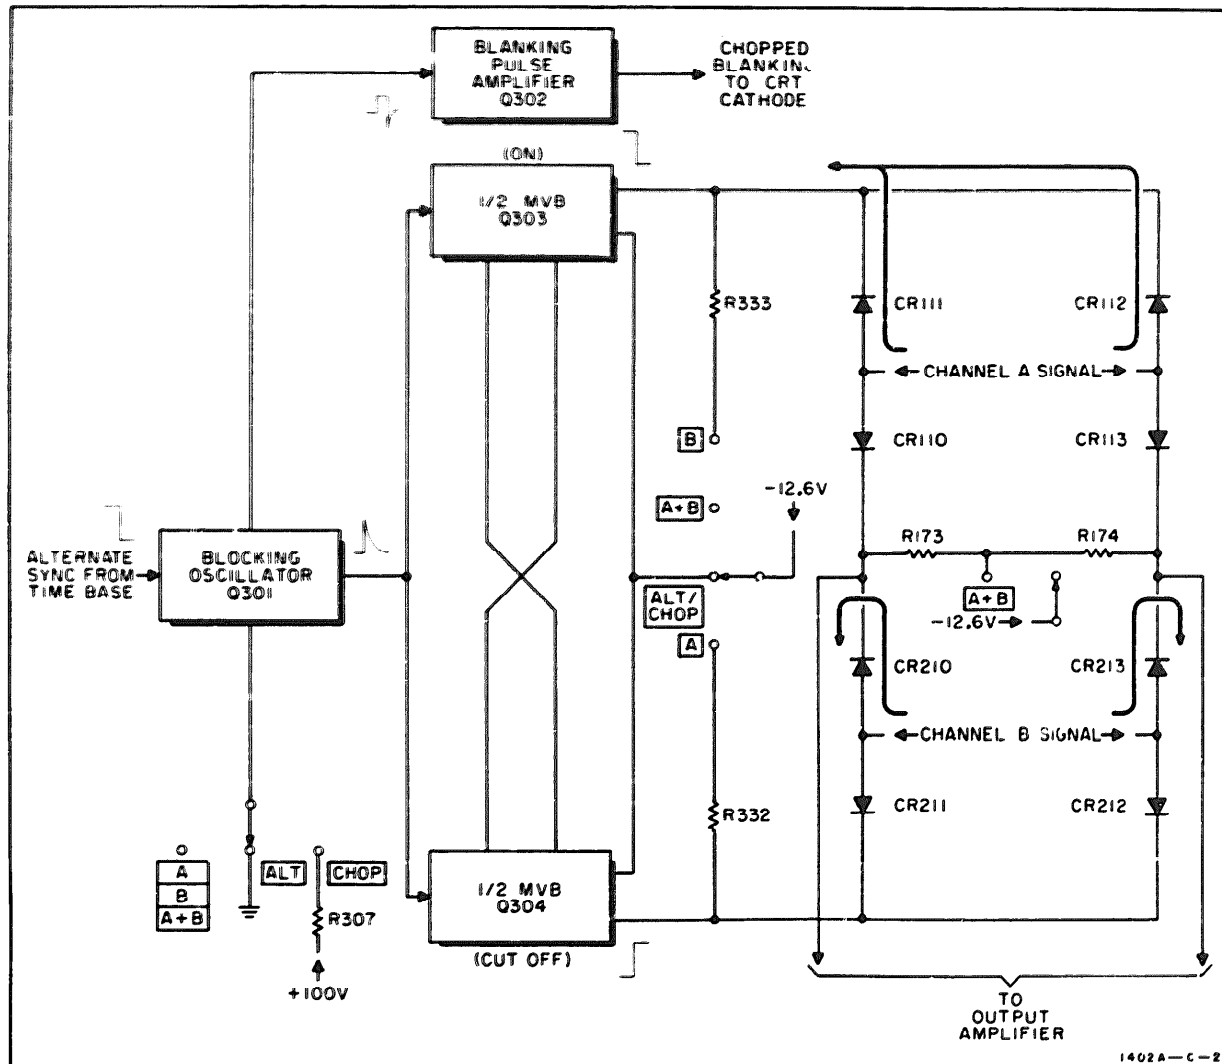 BLANKING
PULSE
AMPLIFIER
Q302
CHOPPED
TO CRT
CATHODE
(ON)
1/2 MVB
Q303
R333
CR111
CR112
CHANNEL A SIGNAL
B
CR110
CR113
-12.6V
A+B
R173
R174
ALTERNATE
SYNC FROM
TIME BASE
BLOCKING
OSCILLATOR
Q301
ALT/
CHOP
A+B
-12.6V
A
CR210
CR213
CHANNEL B SIGNAL
R332
CR211
CR212
A
B
A+B
ALT
CHOP
R307
+100V
1/2 MVB
Q304
(CUT OFF)
TO
OUTPUT
AMPLIFIER
1402A-C-2